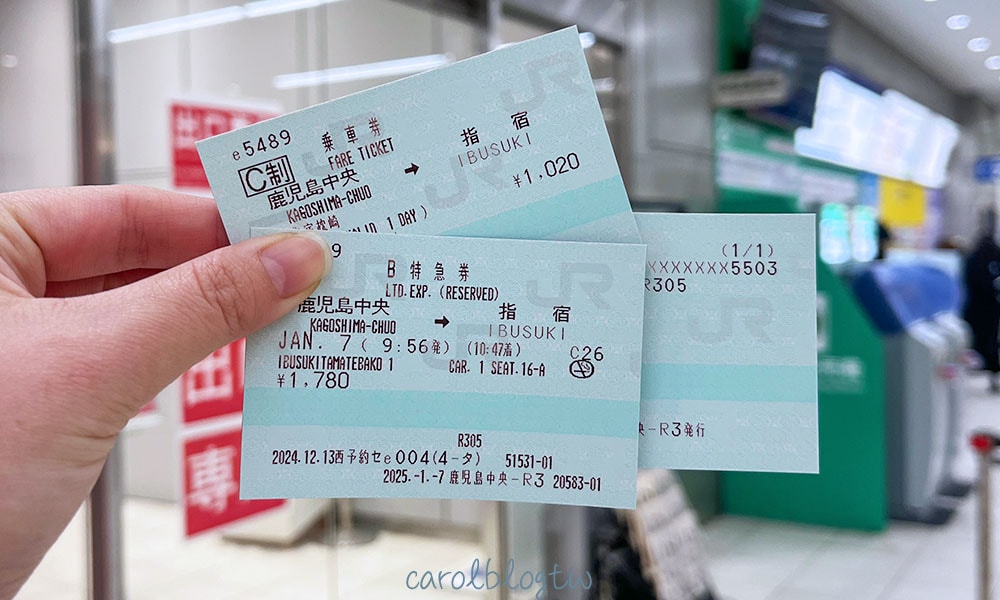 e5489 乗車券
FARE TICKET
C制
鹿児島中央 → 指宿
KAGOSHIMA-CHUO IBUSUKI
¥1,020
1 DAY)
9 B特急券
LTD.EXP.(RESERVED)
鹿児島中央 → 指宿
KAGOSHIMA-CHUO IBUSUKI
JAN. 7( 9:56発) (10:47着) C26
IBUSUKITAMATEBAKO 1 CAR. 1 SEAT.16-A
¥1,780
R305
2024.12.13西予約セe004(4-タ) 51531-01
2025.-1.-7 鹿児島中央-R3 20583-01
(1/1)
XXXXXXXX5503
R305
-R3発行
出
専
carolblogtw